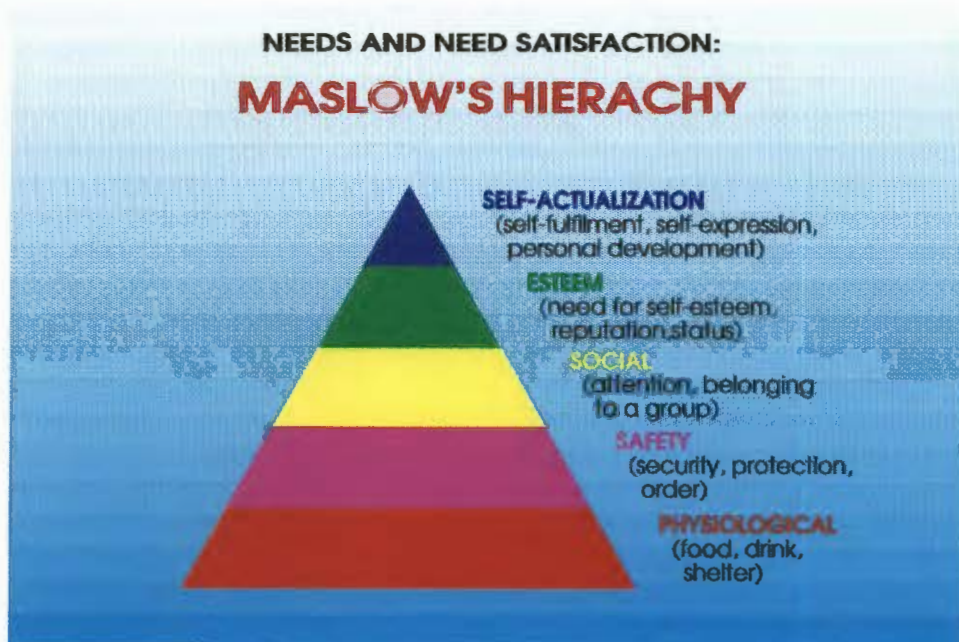 NEEDS AND NEED SATISFACTION:
MASLOW'S HIERACHY
SELF-ACTUALIZATION
(self-fulfilment, self-expression,
personal development)
ESTEEM
(need for self-esteem,
reputation,status)
SOCIAL
(attention, belonging
to a group)
SAFETY
(security, protection,
order)
PHYSIOLOGICAL
(food, drink,
shelter)